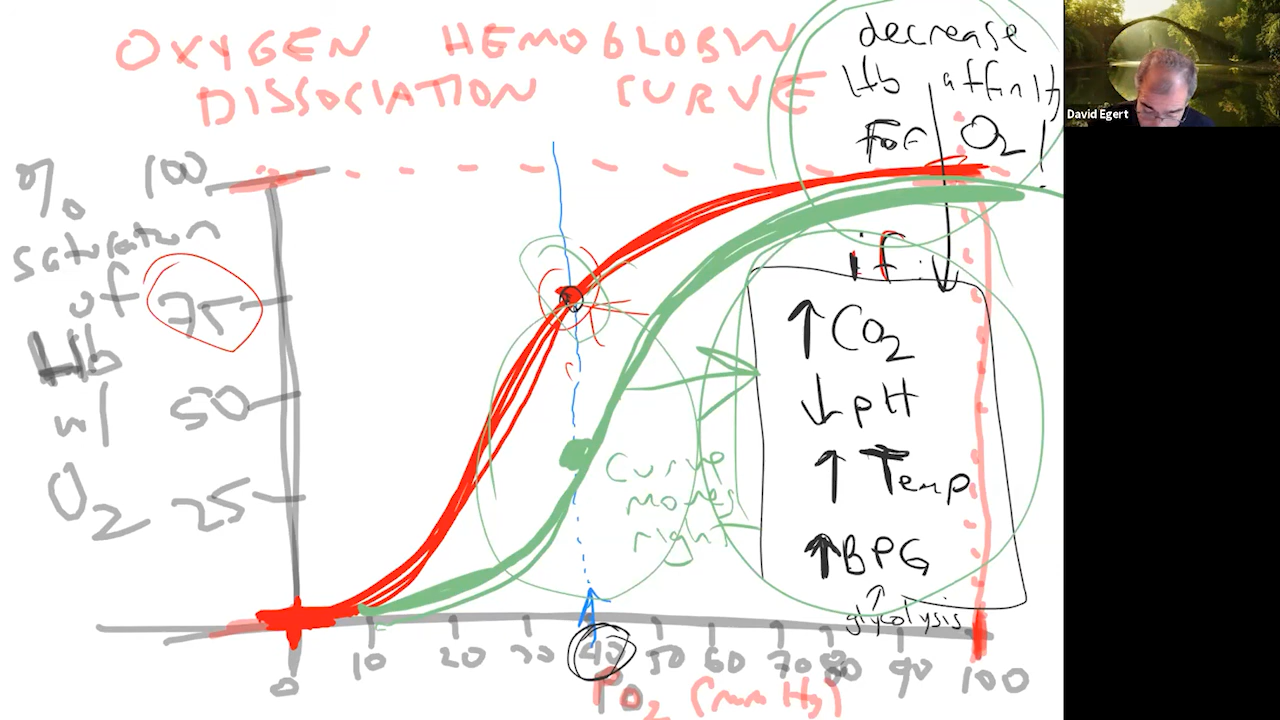 OXYGEN HEMOGLOBIN
DISSOCIATION CURVE
decrease
Hb affinity
For O2!
if:
↑ CO2
↓ pH
↑ Temp
↑ BPG
↑
glycolysis
% saturation of Hb w/ O2
100
75
50
25
Curve
moves
right
0 10 20 30 40 50 60 70 80 90 100
PO2 (mm Hg)
David Egert